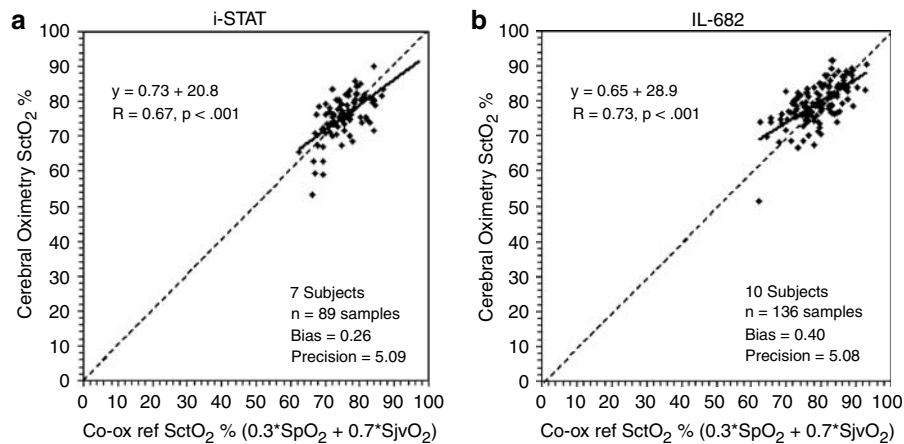 a
i-STAT
100
90
80
70
60
50
40
30
20
10
0
Cerebral Oximetry SctO₂ %
y = 0.73 + 20.8
R = 0.67, p < .001
7 Subjects
n = 89 samples
Bias = 0.26
Precision = 5.09
0 10 20 30 40 50 60 70 80 90 100
Co-ox ref SctO₂ % (0.3*SpO₂ + 0.7*SjvO₂)
b
IL-682
100
90
80
70
60
50
40
30
20
10
0
Cerebral Oximetry SctO₂ %
y = 0.65 + 28.9
R = 0.73, p < .001
10 Subjects
n = 136 samples
Bias = 0.40
Precision = 5.08
0 10 20 30 40 50 60 70 80 90 100
Co-ox ref SctO₂ % (0.3*SpO₂ + 0.7*SjvO₂)